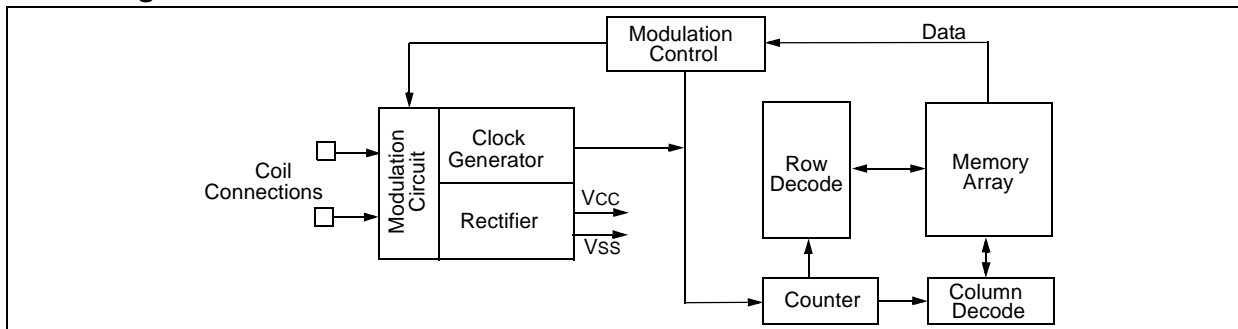 Modulation
Control
Data
Modulation
Circuit
Clock
Generator
Coil
Connections
Rectifier
VCC
VSS
Row
Decode
Memory
Array
Counter
Column
Decode